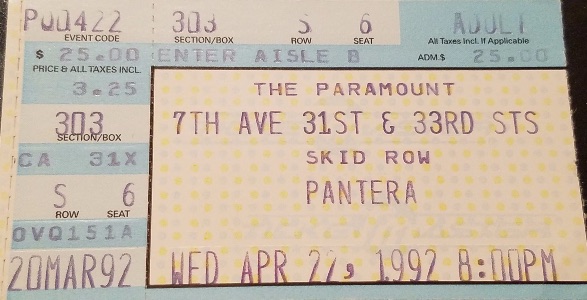 PQ0422 303 S 6 ADULT
EVENT CODE SECTION/BOX ROW SEAT All Taxes Incl. If Applicable
$ 25.00 ENTER AISLE B ADM.$ 25.00
PRICE & ALL TAXES INCL.
3.25
303
SECTION/BOX
CA 31X
S 6
ROW SEAT
OVQ151A
20MAR92
THE PARAMOUNT
7TH AVE 31ST & 33RD STS
SKID ROW
PANTERA
WED APR 22, 1992 8:00PM